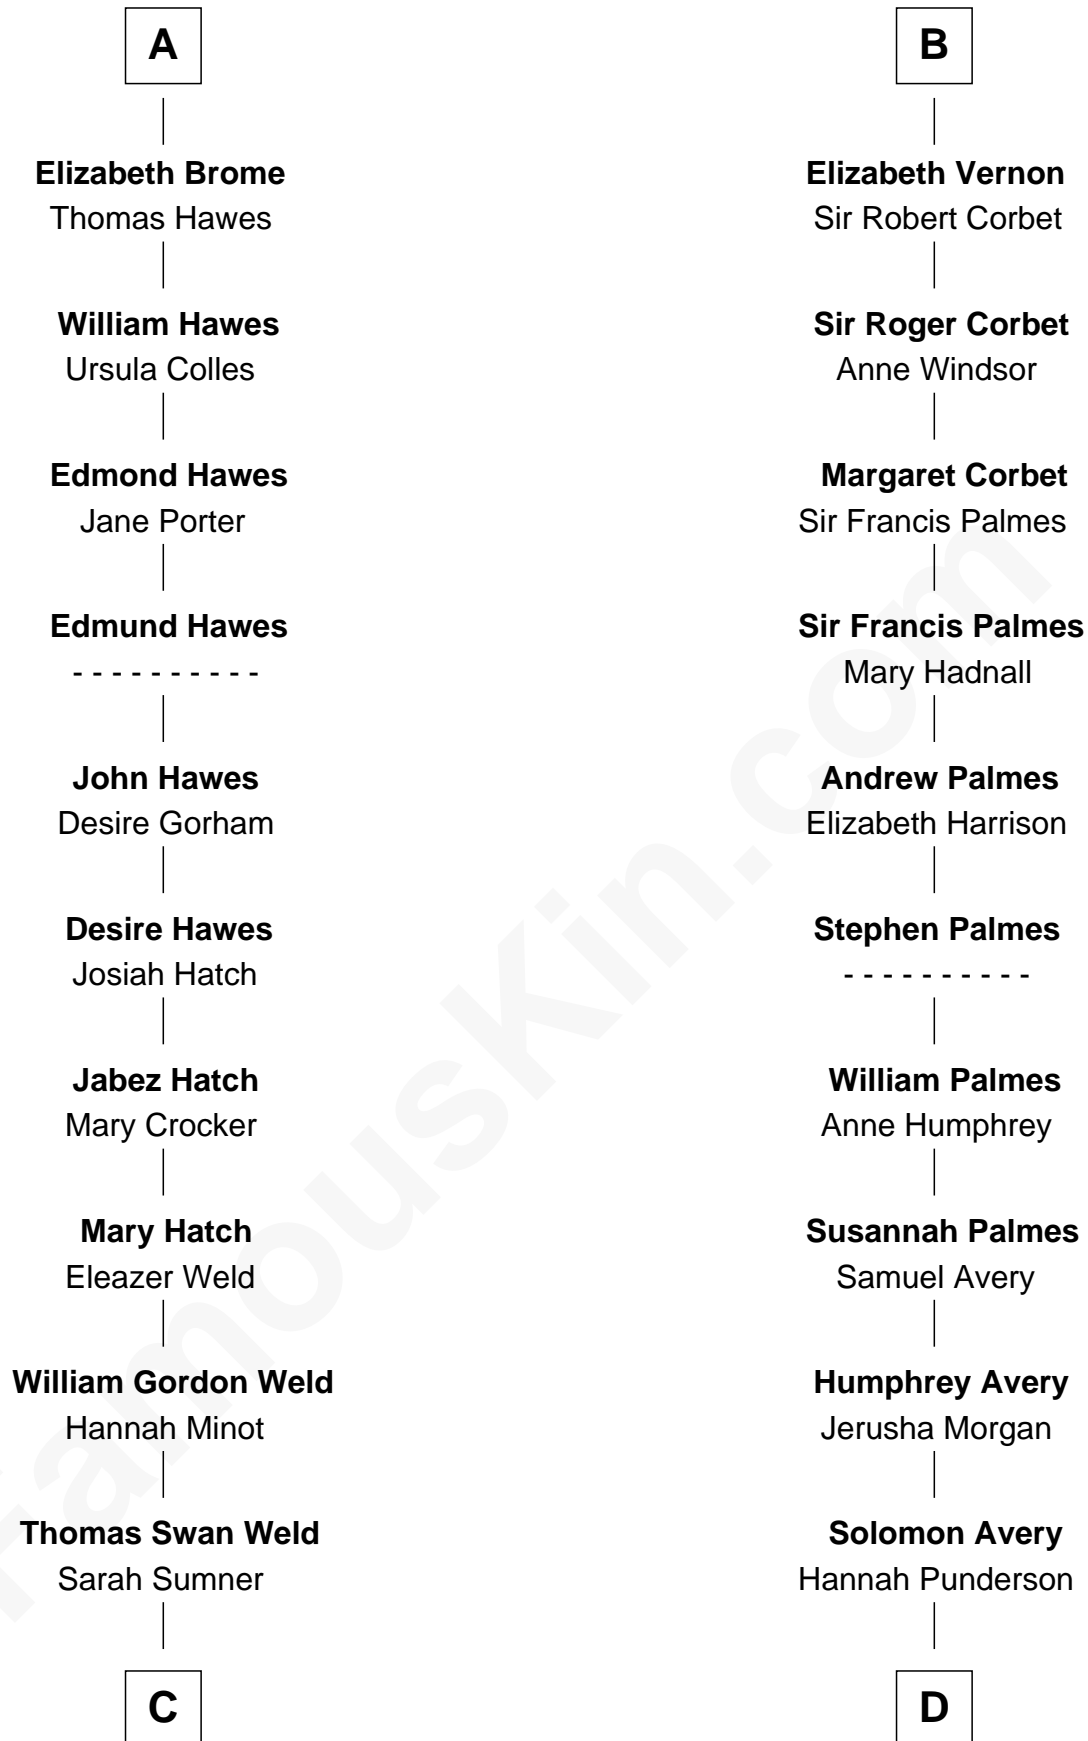 A
Elizabeth Brome
Thomas Hawes
William Hawes
Ursula Colles
Edmond Hawes
Jane Porter
Edmund Hawes
- - - - - - - - - -
John Hawes
Desire Gorham
Desire Hawes
Josiah Hatch
Jabez Hatch
Mary Crocker
Mary Hatch
Eleazer Weld
William Gordon Weld
Hannah Minot
Thomas Swan Weld
Sarah Sumner
C
B
Elizabeth Vernon
Sir Robert Corbet
Sir Roger Corbet
Anne Windsor
Margaret Corbet
Sir Francis Palmes
Sir Francis Palmes
Mary Hadnall
Andrew Palmes
Elizabeth Harrison
Stephen Palmes
- - - - - - - - - -
William Palmes
Anne Humphrey
Susannah Palmes
Samuel Avery
Humphrey Avery
Jerusha Morgan
Solomon Avery
Hannah Punderson
D
FamousKin.com